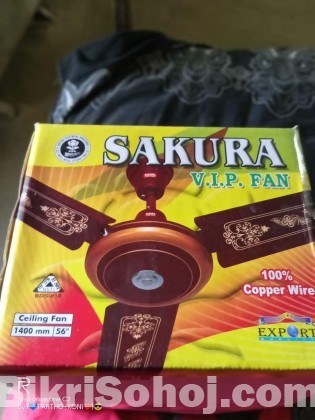 SAKURA
V.I.P. FAN
100%
Copper Wire
Ceiling Fan
1400 mm 56"
EXPORT
BikriSohoj.com